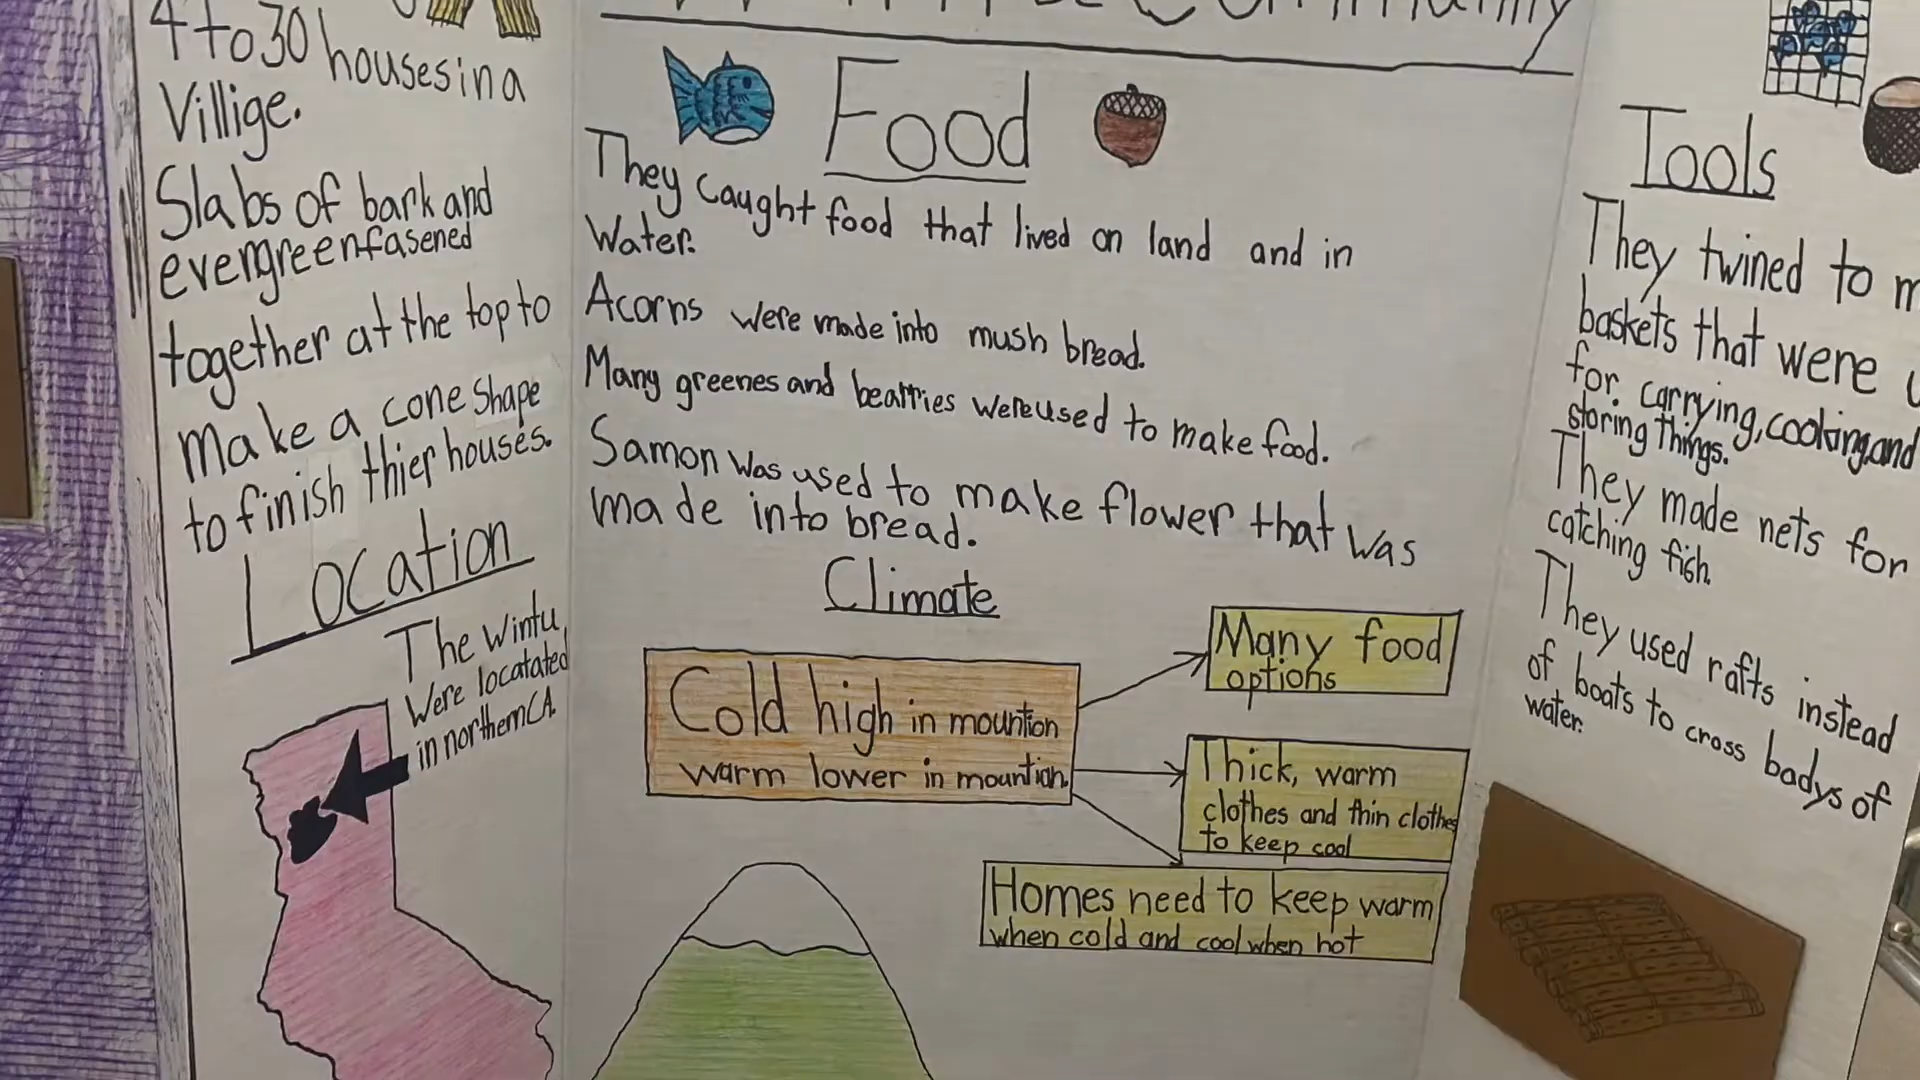 4 to 30 houses in a
Villige.
Slabs of bark and
evergreen fasened
together at the top to
make a cone shape
to finish thier houses.
Location
The wintu
were locatated
in northern CA.
Community
Food
They caught food that lived on land and in
Water.
Acorns were made into mush bread.
Many greenes and bearries were used to make food.
Samon was used to make flower that was
made into bread.
Climate
Cold high in mountion
warm lower in mountian.
Many food
options
Thick, warm
clothes and thin clothes
to keep cool
Homes need to keep warm
when cold and cool when hot
Tools
They twined to
baskets that were
for carrying, cooking, and
storing things.
They made nets for
catching fish.
They used rafts instead
of boats to cross badys of
water.